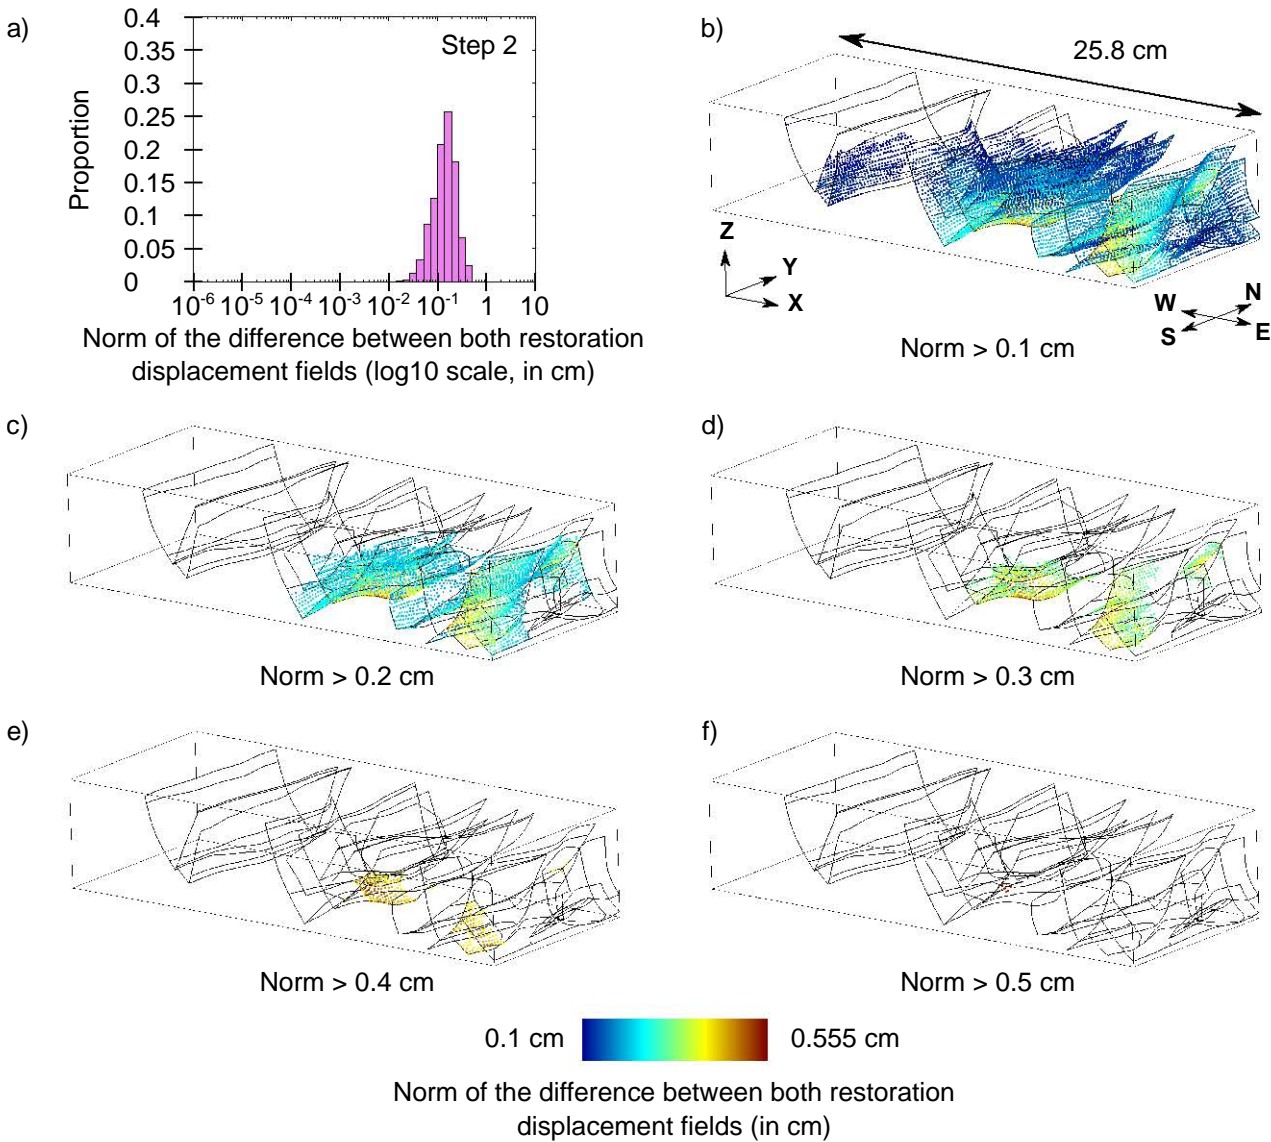 a)
0.4
0.35
0.3
0.25
0.2
0.15
0.1
0.05
0
Proportion
Step 2
10-6 10-5 10-4 10-3 10-2 10-1 1 10
Norm of the difference between both restoration
displacement fields (log10 scale, in cm)
b)
25.8 cm
Z
Y
X
W
N
S
E
Norm > 0.1 cm
c)
Norm > 0.2 cm
d)
Norm > 0.3 cm
e)
Norm > 0.4 cm
f)
Norm > 0.5 cm
0.1 cm
0.555 cm
Norm of the difference between both restoration
displacement fields (in cm)